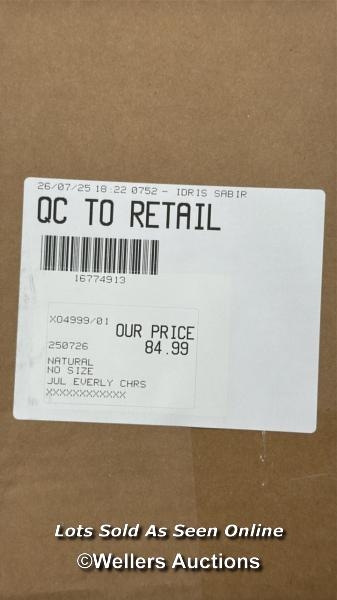 26/07/25 18:22 0752 - IDRIS SABIR
QC TO RETAIL
16774913
XO4999/01
OUR PRICE
250726 84.99
NATURAL
NO SIZE
JUL EVERLY CHRS
XXXXXXXXXXXX
Lots Sold As Seen Online
©Wellers Auctions